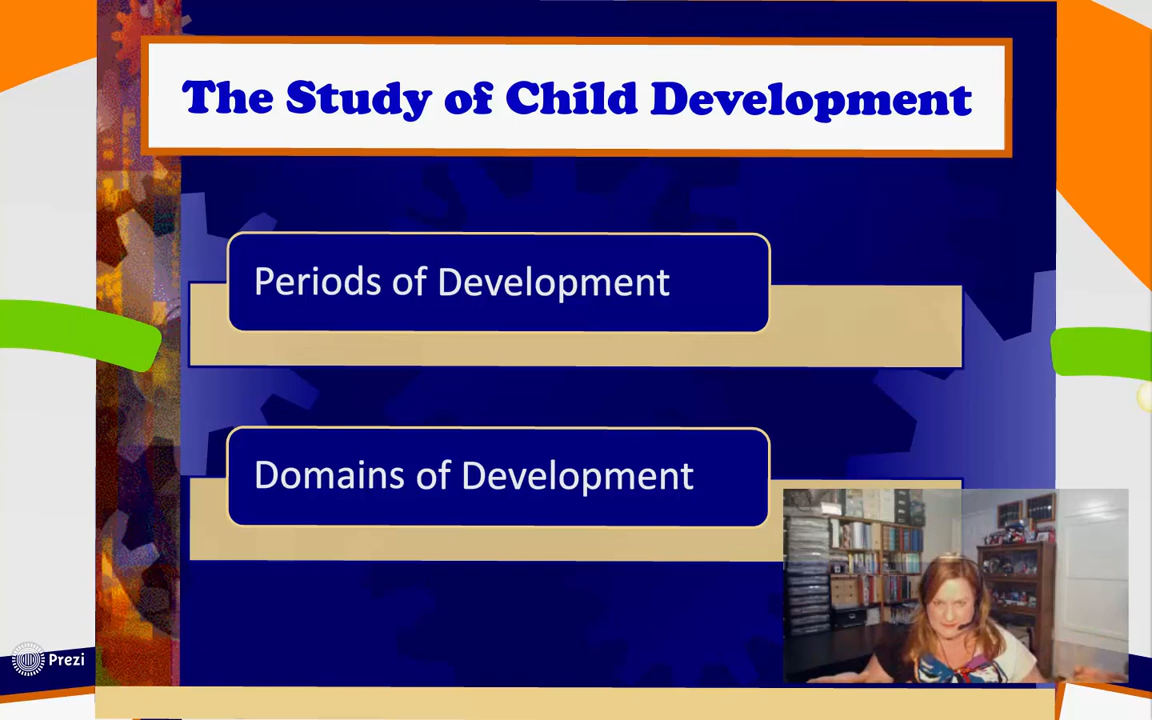 The Study of Child Development
Periods of Development
Domains of Development
Prezi